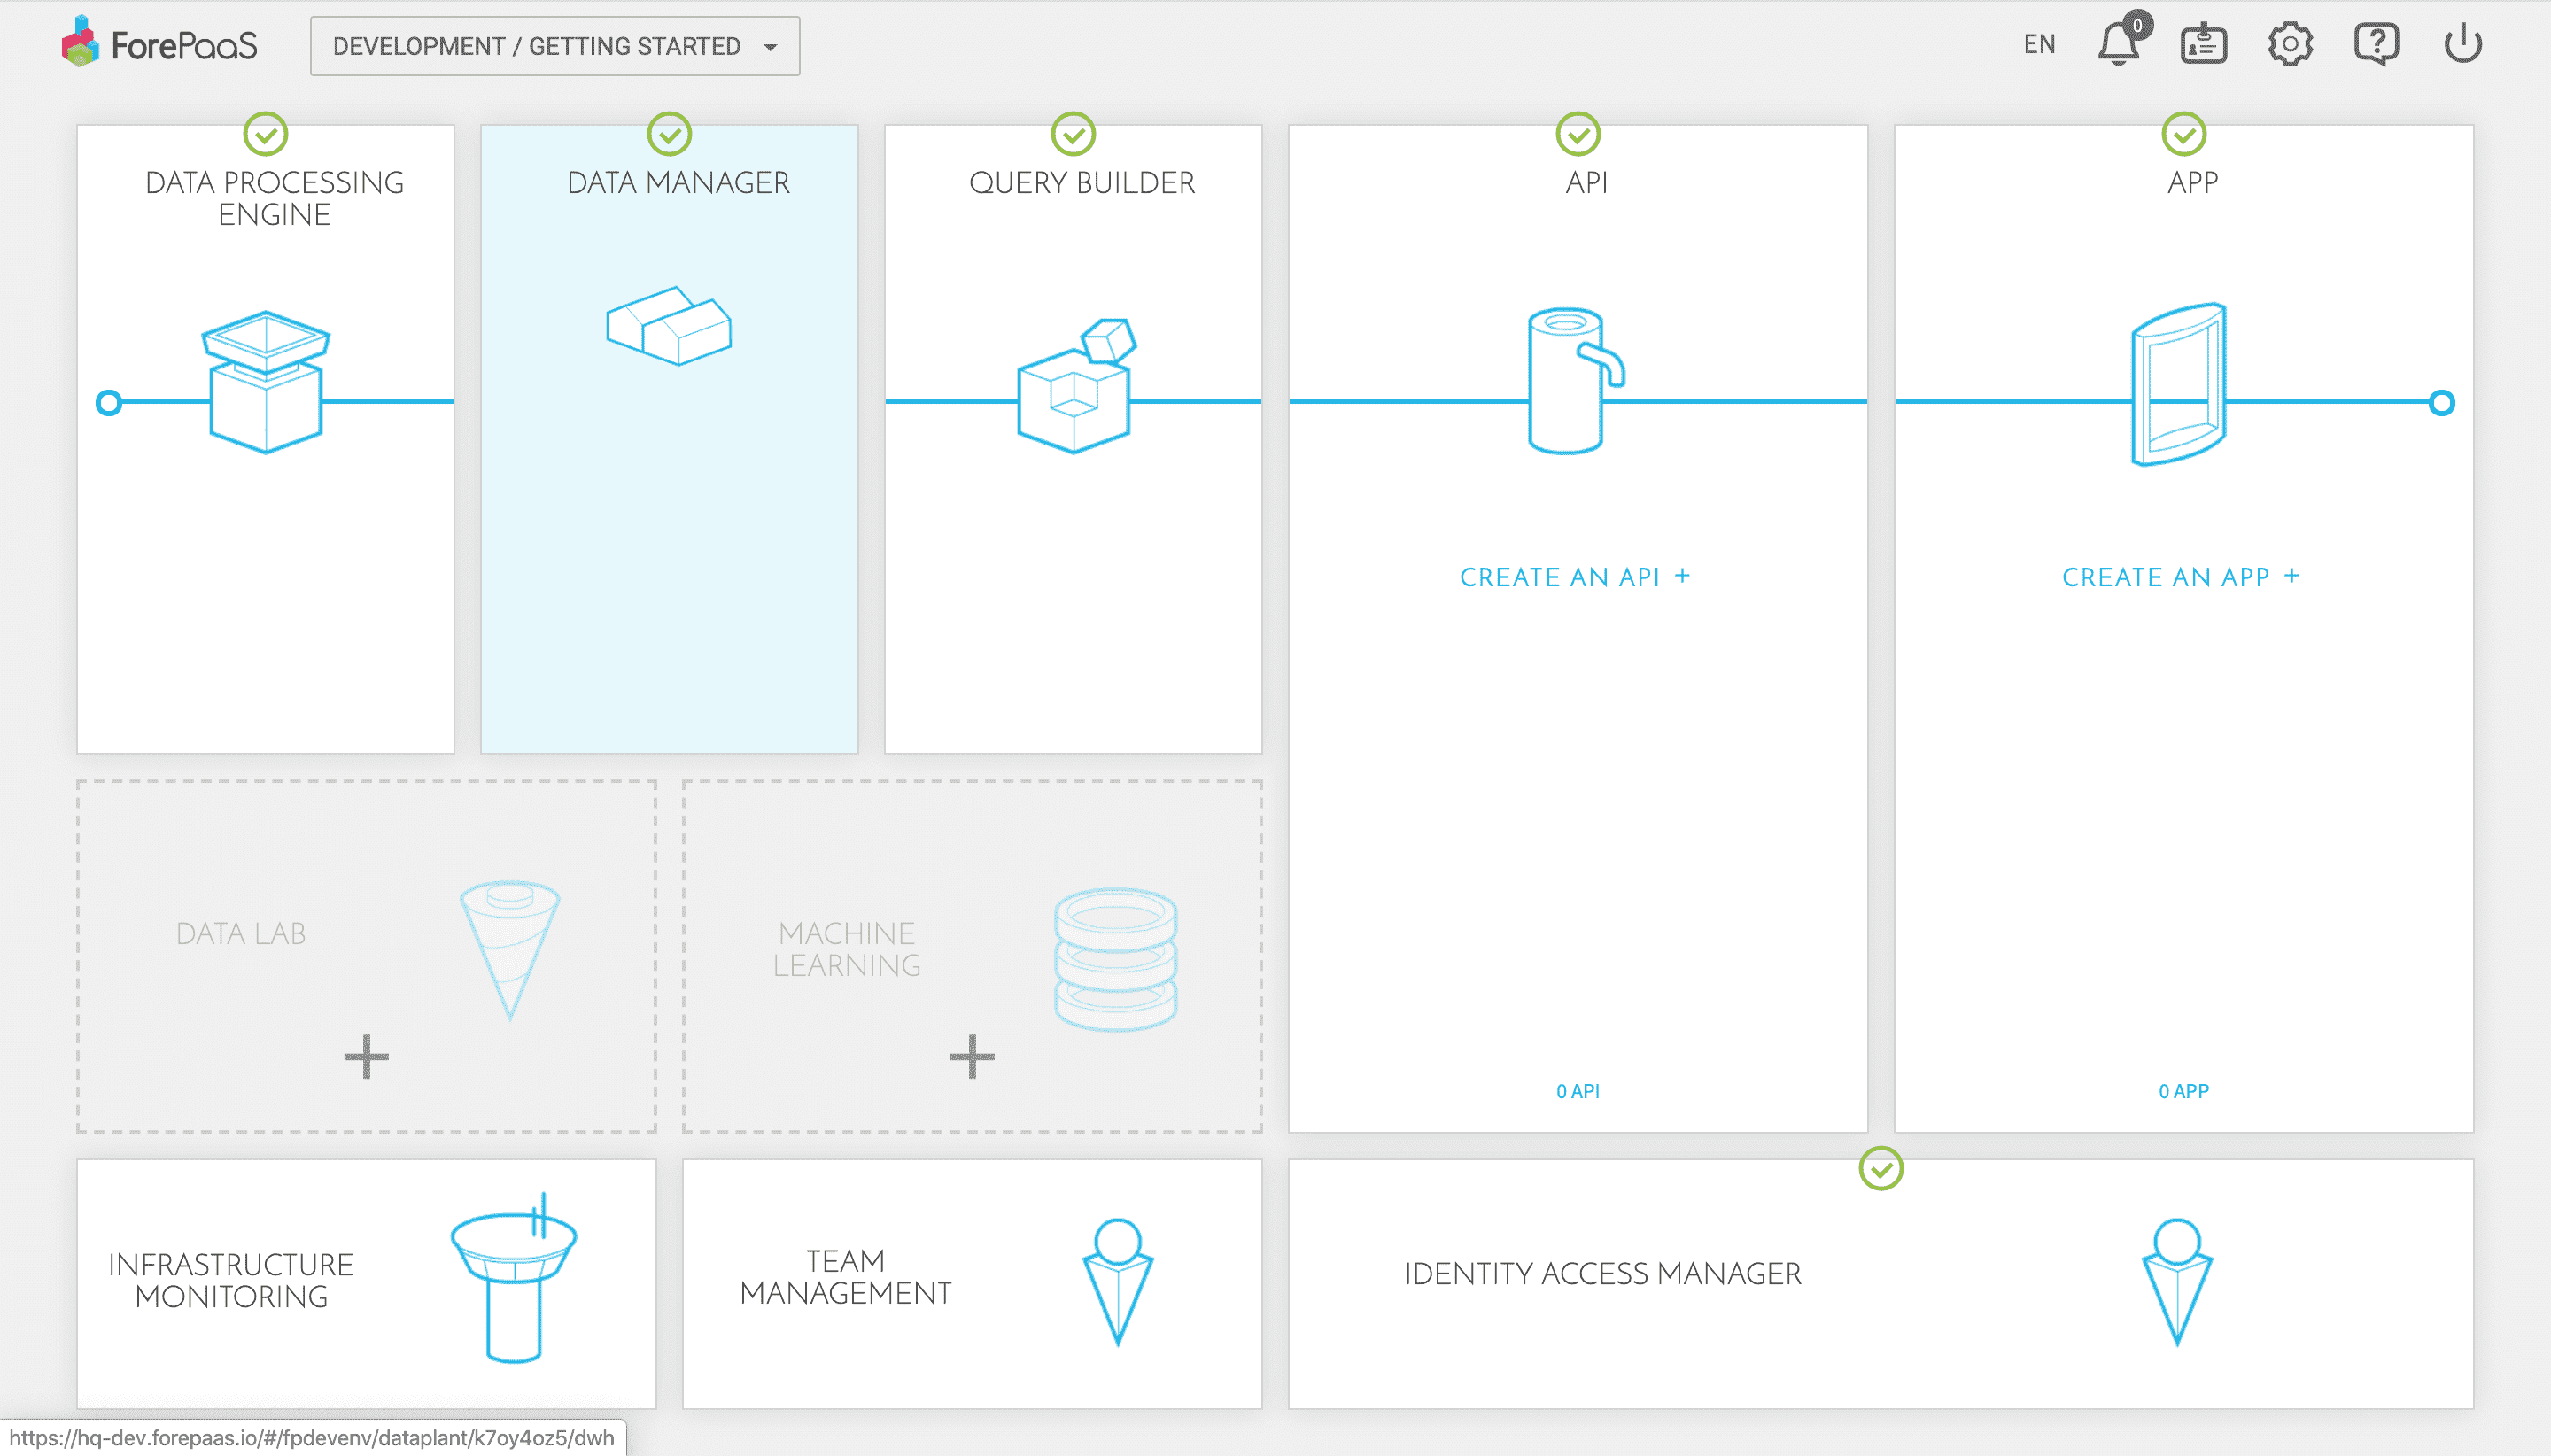 ForePaaS
DEVELOPMENT / GETTING STARTED
EN
0
DATA PROCESSING
ENGINE
DATA MANAGER
QUERY BUILDER
API
APP
CREATE AN API +
CREATE AN APP +
DATA LAB
MACHINE
LEARNING
0 API
0 APP
INFRASTRUCTURE
MONITORING
TEAM
MANAGEMENT
IDENTITY ACCESS MANAGER
https://hq-dev.forepaas.io/#/fpdevenv/dataplant/k7oy4oz5/dwh